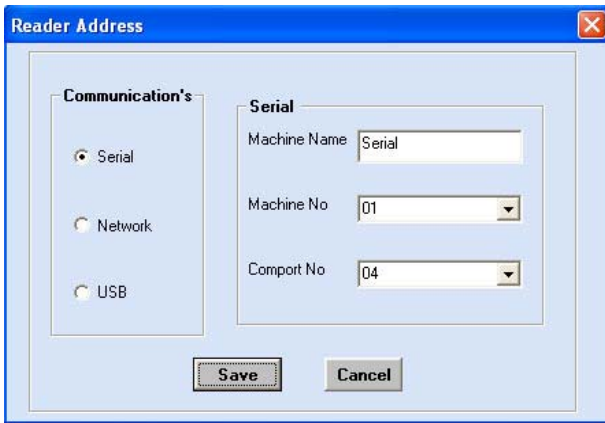 Reader Address
Communication's
Serial
Network
USB
Serial
Machine Name Serial
Machine No 01
Comport No 04
Save Cancel